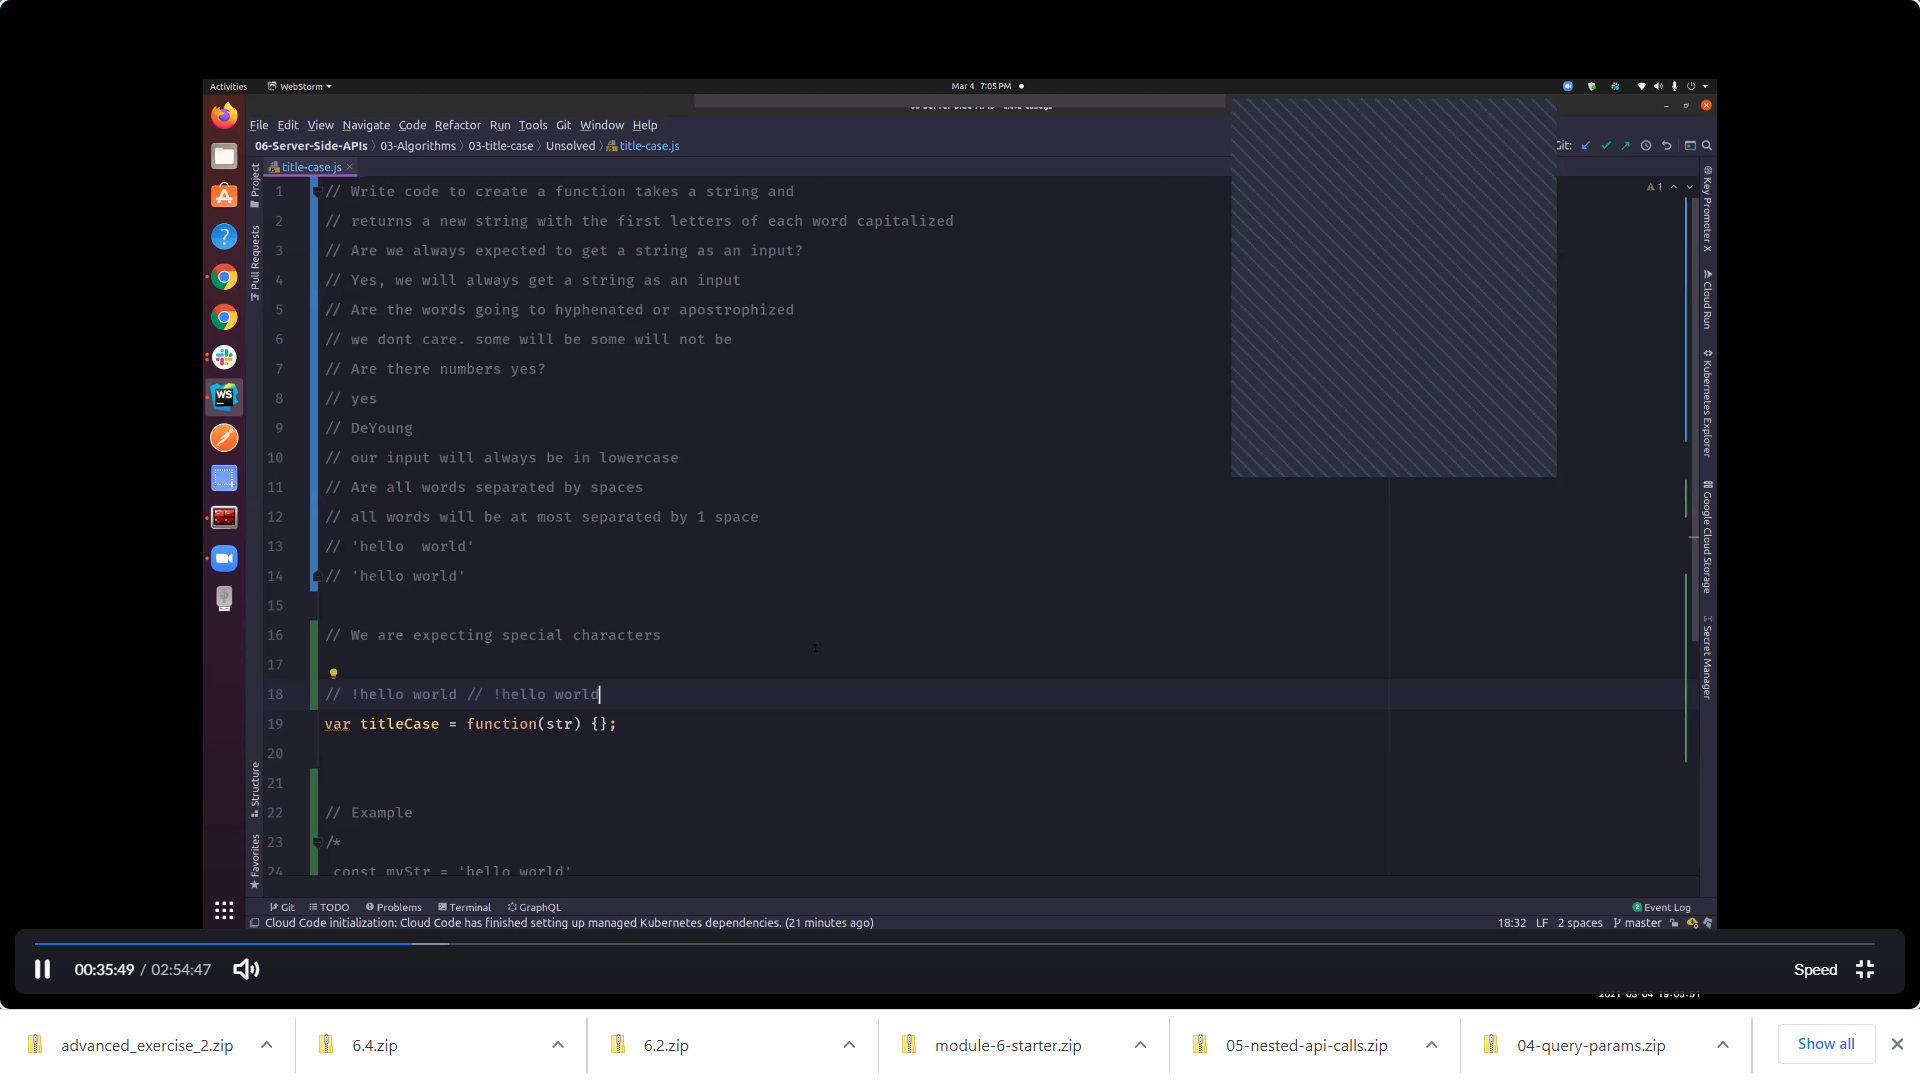 Activities
WebStorm
Mar 4 7:05 PM
File Edit View Navigate Code Refactor Run Tools Git Window Help
06-Server-Side-APIs 03-Algorithms 03-title-case Unsolved title-case.js
Git:
title-case.js
1
Project
Pull Requests
Structure
Favorites
1 // Write code to create a function takes a string and
2 // returns a new string with the first letters of each word capitalized
3 // Are we always expected to get a string as an input?
4 // Yes, we will always get a string as an input
5 // Are the words going to hyphenated or apostrophized
6 // we dont care. some will be some will not be
7 // Are there numbers yes?
8 // yes
9 // DeYoung
10 // our input will always be in lowercase
11 // Are all words separated by spaces
12 // all words will be at most separated by 1 space
13 // 'hello  world'
14 // 'hello world'
15
16 // We are expecting special characters
17
18 // !hello world // !hello world
19 var titleCase = function(str) {};
20
21
22 // Example
23 /*
24 const myStr = 'hello world'
Key Promoter X
Cloud Run
Kubernetes Explorer
Google Cloud Storage
Secret Manager
WS
Git TODO Problems Terminal GraphQL
2 Event Log
Cloud Code initialization: Cloud Code has finished setting up managed Kubernetes dependencies. (21 minutes ago)
18:32 LF 2 spaces master
00:35:49 / 02:54:47
Speed
advanced_exercise_2.zip
6.4.zip
6.2.zip
module-6-starter.zip
05-nested-api-calls.zip
04-query-params.zip
Show all